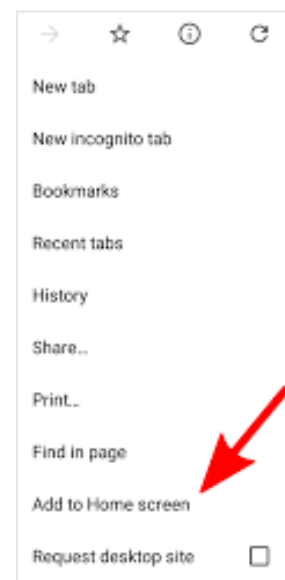 New tab
New incognito tab
Bookmarks
Recent tabs
History
Share...
Print...
Find in page
Add to Home screen
Request desktop site